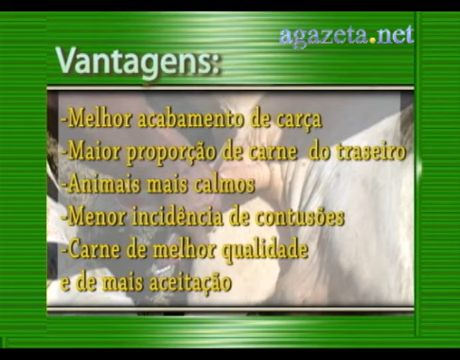 agazeta.net
Vantagens:
-Melhor acabamento de carça
-Maior proporção de carne do traseiro
-Animais mais calmos
-Menor incidência de contusões
-Carne de melhor qualidade
e de mais aceitação